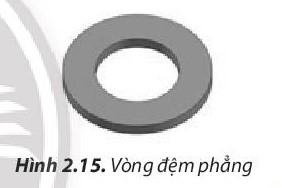 Hình 2.15. Vòng đệm phẳng